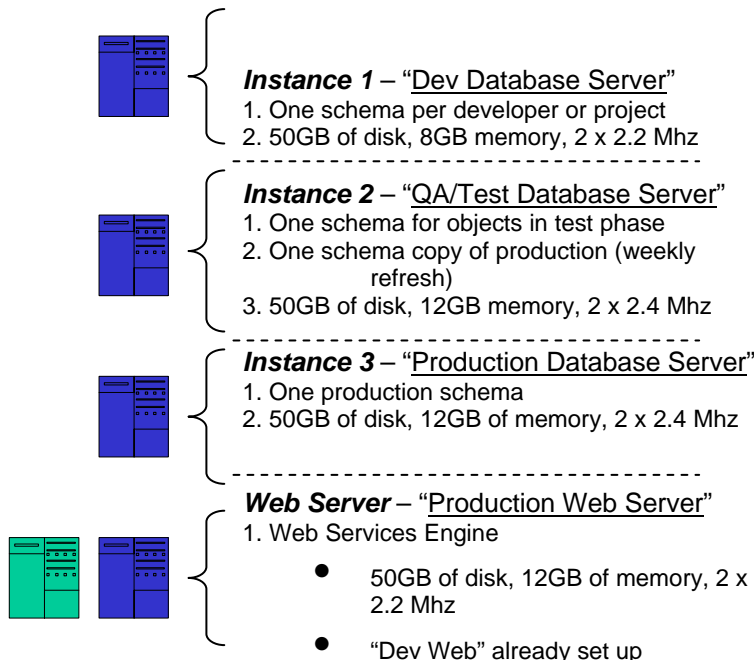 Instance 1 – “Dev Database Server”
1. One schema per developer or project
2. 50GB of disk, 8GB memory, 2 x 2.2 Mhz
Instance 2 – “QA/Test Database Server”
1. One schema for objects in test phase
2. One schema copy of production (weekly
refresh)
3. 50GB of disk, 12GB memory, 2 x 2.4 Mhz
Instance 3 – “Production Database Server”
1. One production schema
2. 50GB of disk, 12GB of memory, 2 x 2.4 Mhz
Web Server – “Production Web Server”
1. Web Services Engine
● 50GB of disk, 12GB of memory, 2 x
2.2 Mhz
● “Dev Web” already set up